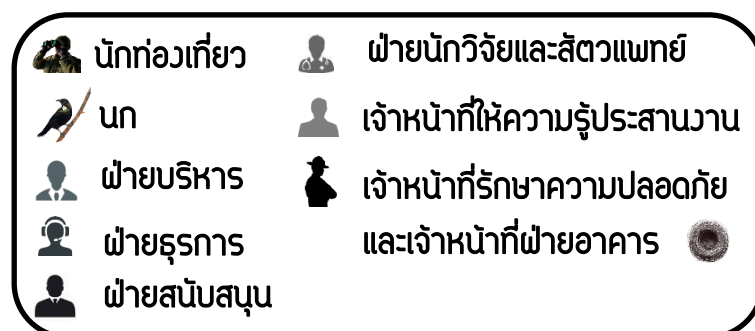 นักท่องเที่ยว
นก
ฝ่ายบริหาร
ฝ่ายธุรการ
ฝ่ายสนับสนุน
ฝ่ายนักวิจัยและสัตวแพทย์
เจ้าหน้าที่ให้ความรู้ประสานงาน
เจ้าหน้าที่รักษาความปลอดภัย
และเจ้าหน้าที่ฝ่ายอาคาร